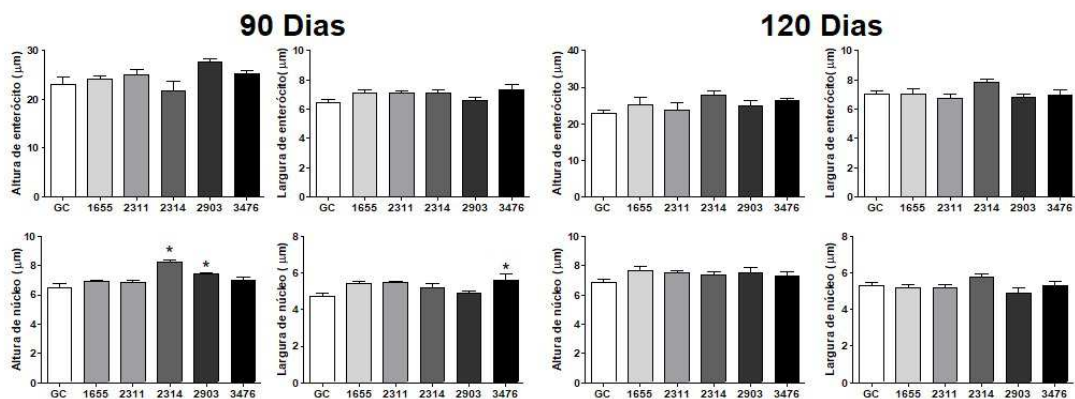 90 Dias
120 Dias
Altura de enterócito (µm)
30
20
10
0
GC 1655 2311 2314 2903 3476
Largura de enterócito( µm)
10
8
6
4
2
0
GC 1655 2311 2314 2903 3476
Altura de enterócito (µm)
40
30
20
10
0
GC 1655 2311 2314 2903 3476
Largura de enterócito( µm)
10
8
6
4
2
0
GC 1655 2311 2314 2903 3476
Altura de núcleo (µm)
10
8
6
4
2
0
* *
GC 1655 2311 2314 2903 3476
Largura de núcleo (µm)
8
6
4
2
0
*
GC 1655 2311 2314 2903 3476
Altura de núcleo (µm)
10
8
6
4
2
0
GC 1655 2311 2314 2903 3476
Largura de núcleo (µm)
8
6
4
2
0
GC 1655 2311 2314 2903 3476